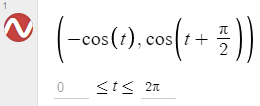 1
(-cos(t), cos(t + π/2))
0 ≤ t ≤ 2π